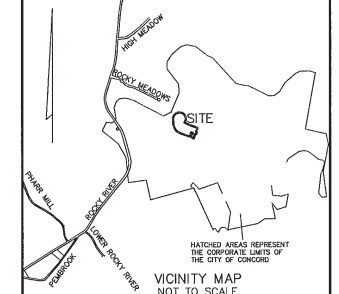 HIGH MEADOW
ROCKY MEADOWS
SITE
PHARR MILL
ROCKY RIVER
LOWER ROCKY RIVER
PEMBROOK
HATCHED AREAS REPRESENT
THE CORPORATE LIMITS OF
THE CITY OF CONCORD
VICINITY MAP
NOT TO SCALE